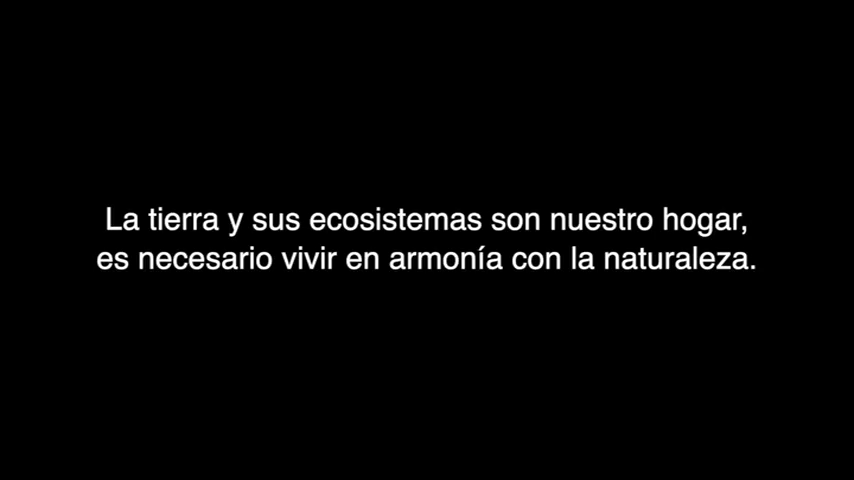 La tierra y sus ecosistemas son nuestro hogar,
es necesario vivir en armonía con la naturaleza.